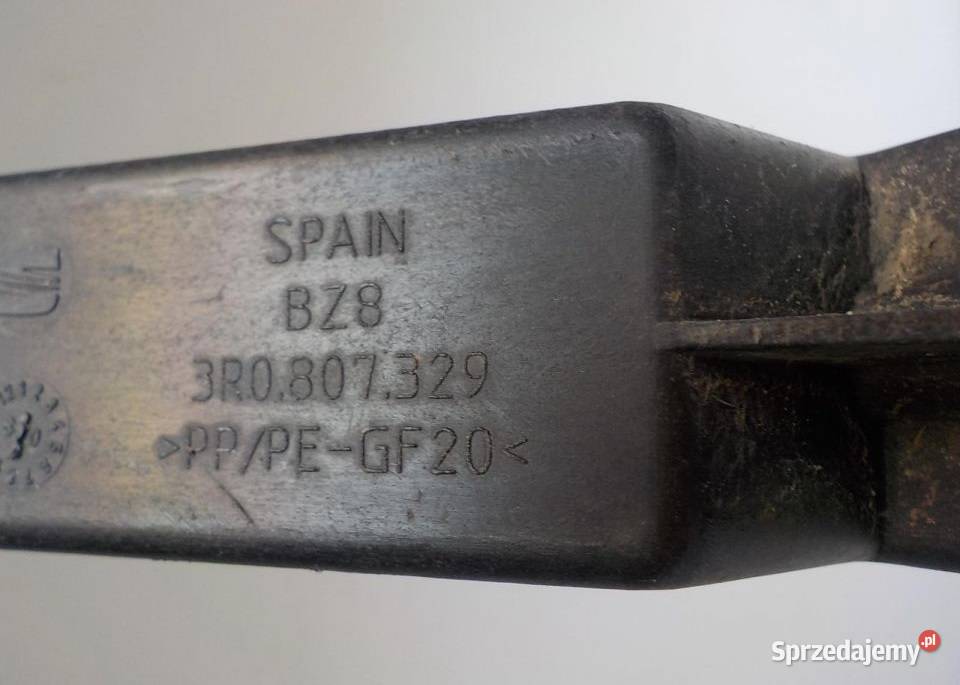 SPAIN
BZ8
3R0.807.329
>PP/PE-GF20<
Sprzedajemy.pl